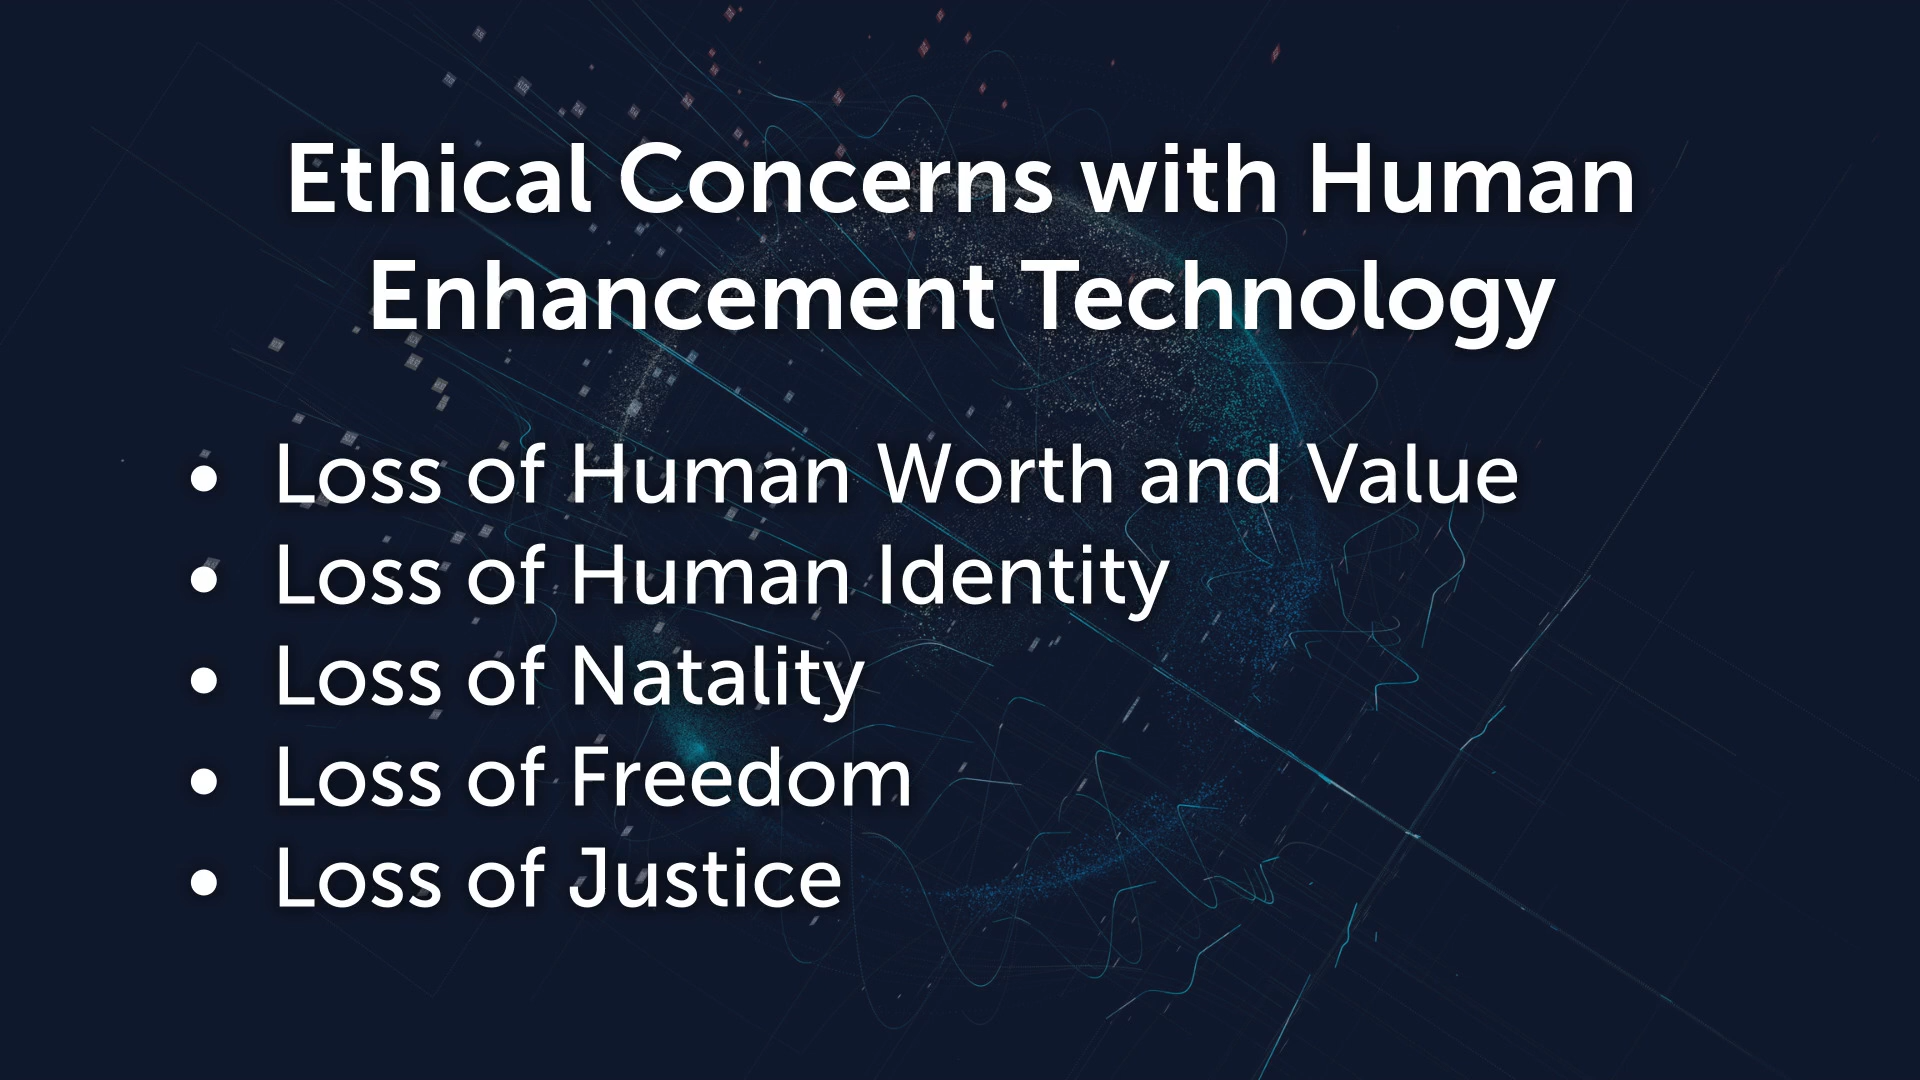 Ethical Concerns with Human
Enhancement Technology
• Loss of Human Worth and Value
• Loss of Human Identity
• Loss of Natality
• Loss of Freedom
• Loss of Justice